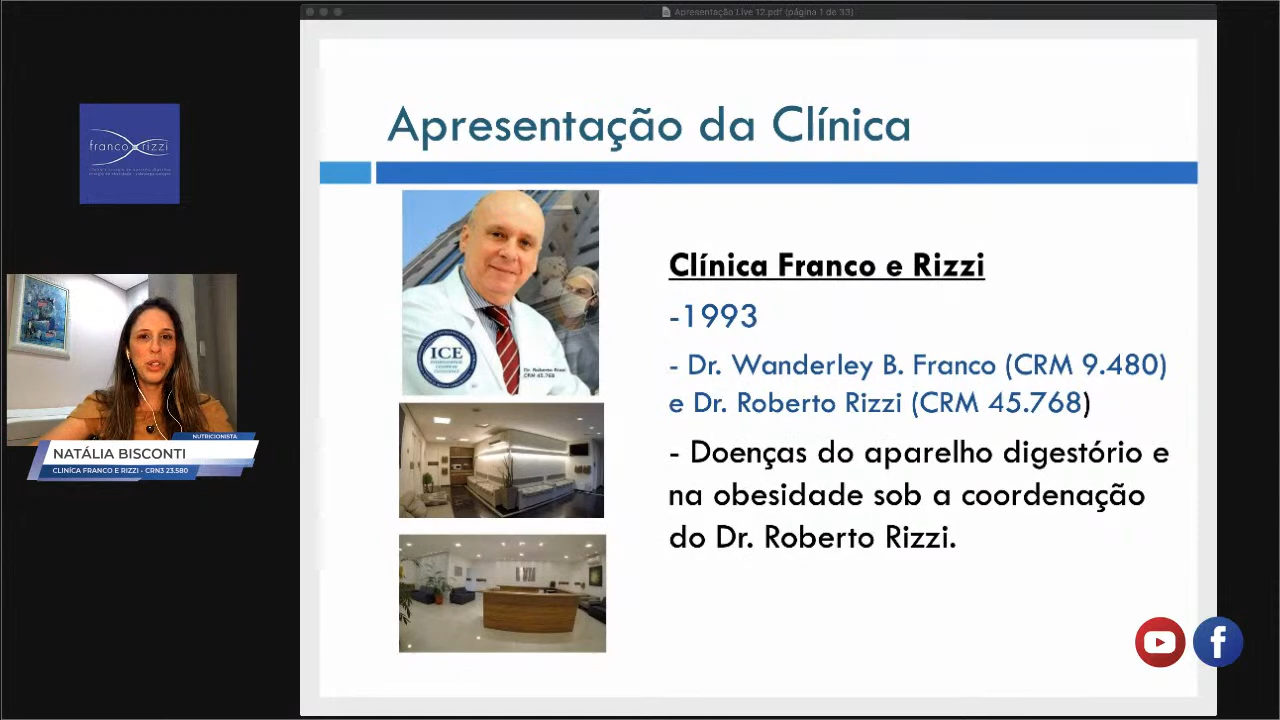 Apresentação Live 12.pdf (página 1 de 33)
Apresentação da Clínica
franco rizzi
ICE
Dr. Roberto Rizzi
CRM 45.768
Clínica Franco e Rizzi
-1993
- Dr. Wanderley B. Franco (CRM 9.480)
e Dr. Roberto Rizzi (CRM 45.768)
- Doenças do aparelho digestório e
na obesidade sob a coordenação
do Dr. Roberto Rizzi.
NUTRICIONISTA
NATÁLIA BISCONTI
CLINÍCA FRANCO E RIZZI - CRN3 23.580